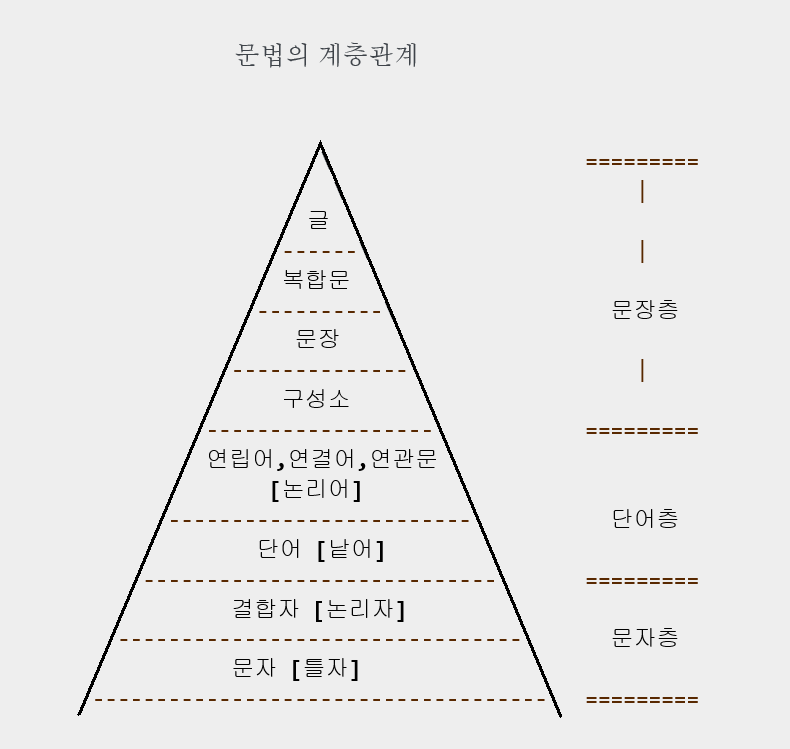 문법의 계층관계
글
복합문
문장
문장층
구성소
연립어,연결어,연관문
[논리어]
단어층
단어 [낱어]
결합자 [논리자]
문자층
문자 [틀자]